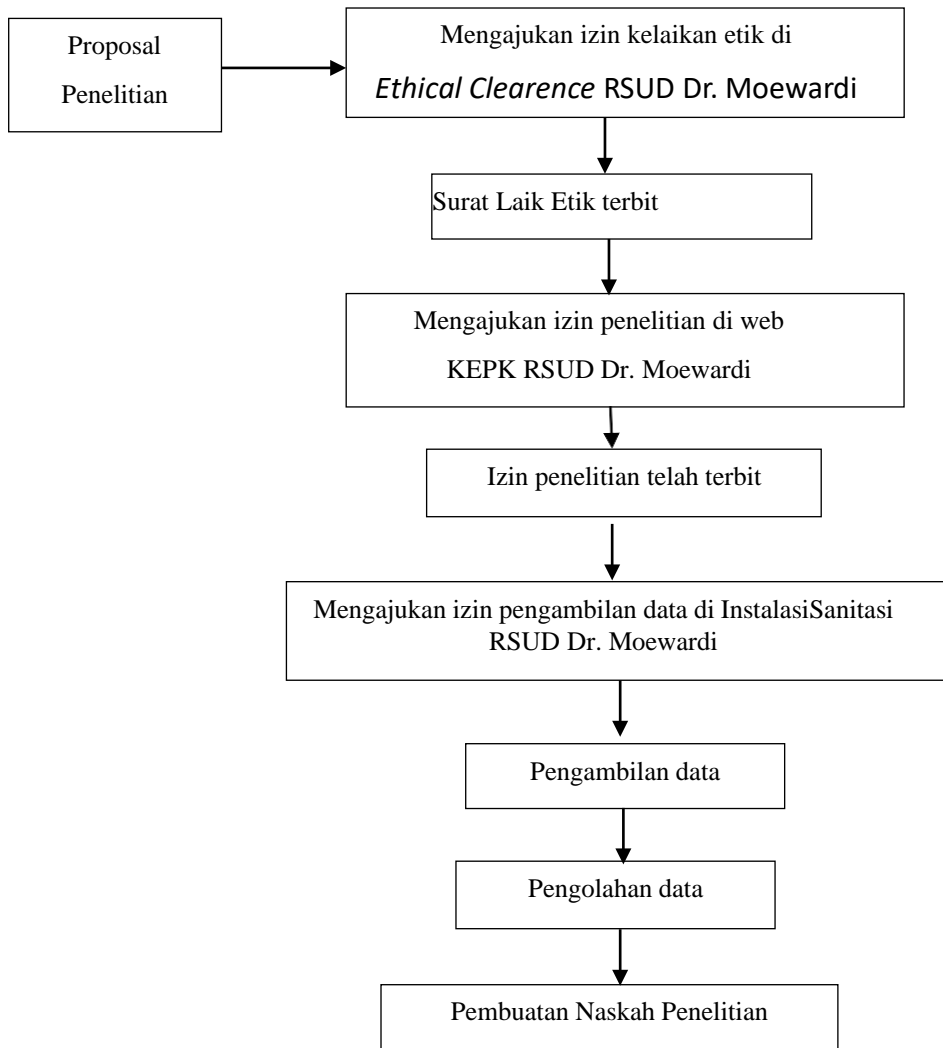 Proposal
Penelitian
Mengajukan izin kelaikan etik di
Ethical Clearence RSUD Dr. Moewardi
Surat Laik Etik terbit
Mengajukan izin penelitian di web
KEPK RSUD Dr. Moewardi
Izin penelitian telah terbit
Mengajukan izin pengambilan data di InstalasiSanitasi
RSUD Dr. Moewardi
Pengambilan data
Pengolahan data
Pembuatan Naskah Penelitian